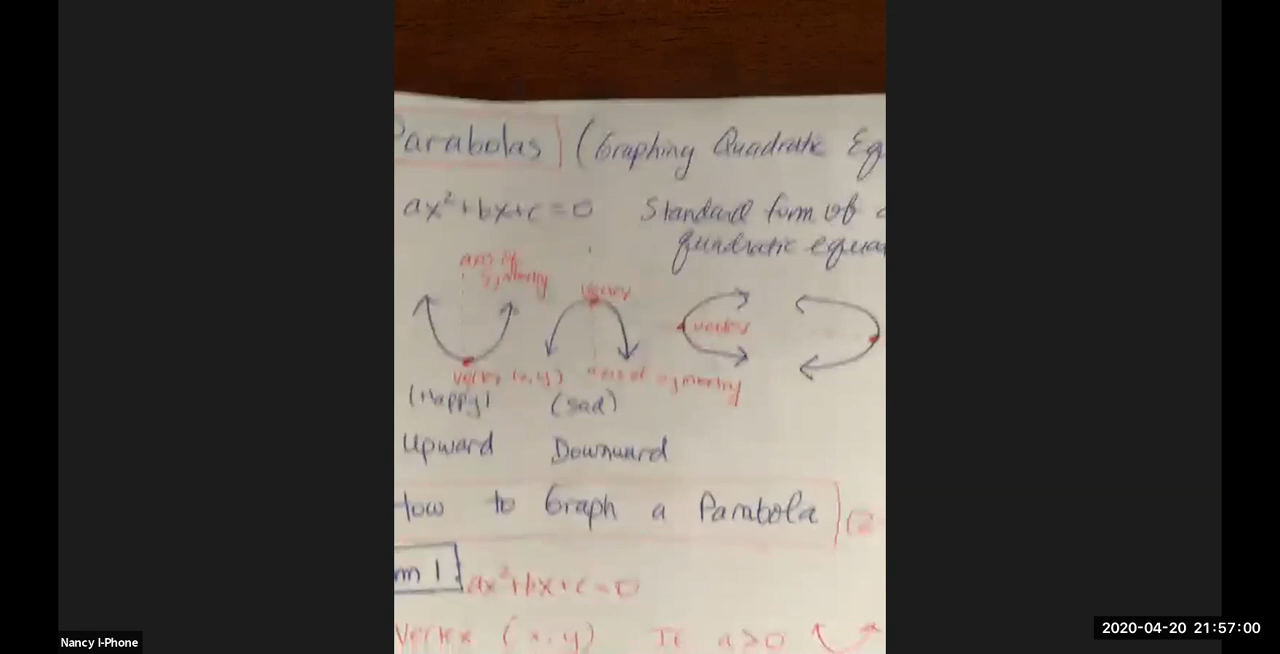 Parabolas (Graphing Quadratic Eq
ax²+bx+c=0 Standard form of a
quadratic equa
axis of
symmetry
vertex
vertex
vertex (x,y) axis of symmetry
(Happy) (sad)
Upward Downward
How to Graph a Parabola (2
m 1. ax²+bx+c=0
Vertex (x,y) If a>0
Nancy I-Phone
2020-04-20 21:57:00